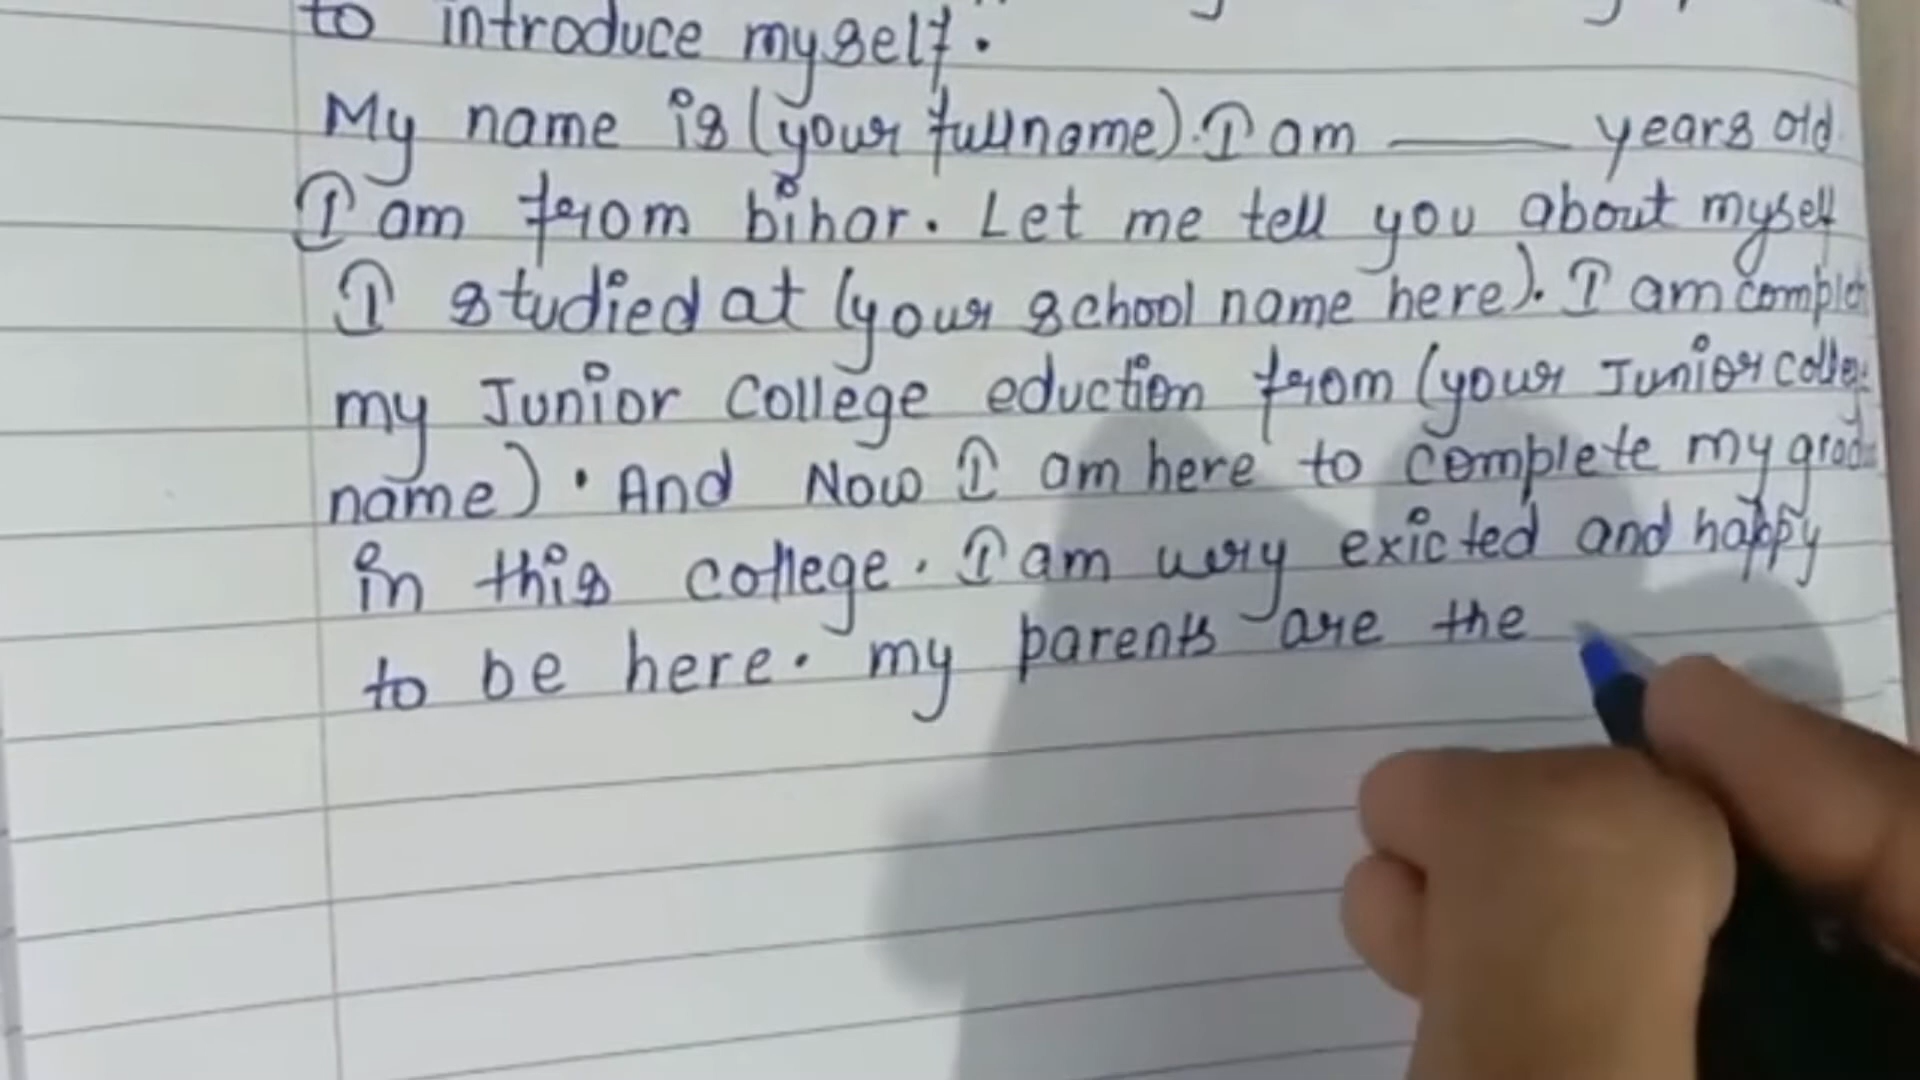 to introduce myself.
My name is (your fullname). I am ______ years old
I am from bihar. Let me tell you about myself
I studied at (your school name here). I am complet
my Junior College eduction from (your Junior colleg
name). And Now I am here to complete my grad
in this college. I am very exicted and happy
to be here. my parents are the